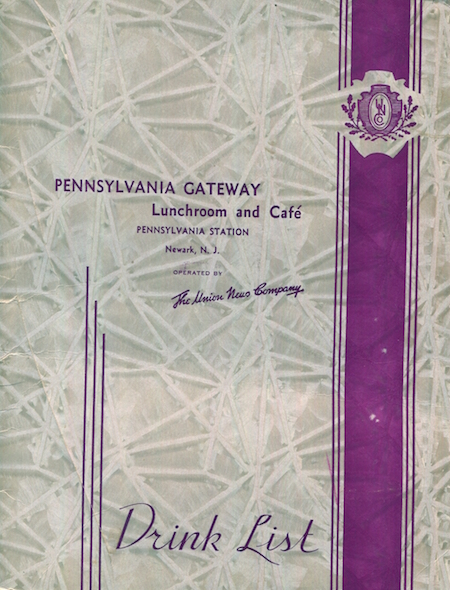 PENNSYLVANIA GATEWAY
Lunchroom and Café
PENNSYLVANIA STATION
Newark, N. J.
OPERATED BY
The Union News Company
Drink List